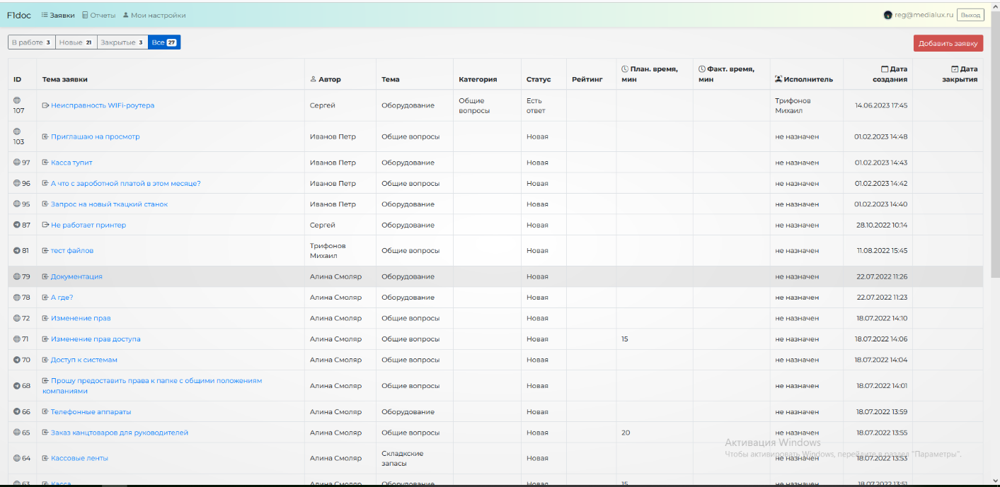 F1doc Заявки Отчеты Мои настройки reg@medialux.ru Выход
В работе 3 Новые 21 Закрытые 3 Все 27 Добавить заявку
ID Тема заявки Автор Тема Категория Статус Рейтинг План. время, мин Факт. время, мин Исполнитель Дата создания Дата закрытия
107 Неисправность WIFi-роутера Сергей Оборудование Общие вопросы Есть ответ Трифонов Михаил 14.06.2023 17:45
103 Приглашаю на просмотр Иванов Петр Общие вопросы Новая не назначен 01.02.2023 14:48
97 Касса тупит Иванов Петр Оборудование Новая не назначен 01.02.2023 14:43
96 А что с зароботной платой в этом месяце? Иванов Петр Общие вопросы Новая не назначен 01.02.2023 14:42
95 Запрос на новый ткацкий станок Иванов Петр Оборудование Новая не назначен 01.02.2023 14:40
87 Не работает принтер Сергей Оборудование Новая не назначен 28.10.2022 10:14
81 тест файлов Трифонов Михаил Общие вопросы Новая не назначен 11.08.2022 15:45
79 Документация Алина Смоляр Оборудование Новая не назначен 22.07.2022 11:26
78 А где? Алина Смоляр Оборудование Новая не назначен 22.07.2022 11:23
72 Изменение прав Алина Смоляр Общие вопросы Новая не назначен 18.07.2022 14:10
71 Изменение прав доступа Алина Смоляр Общие вопросы Новая 15 не назначен 18.07.2022 14:06
70 Доступ к системам Алина Смоляр Общие вопросы Новая не назначен 18.07.2022 14:04
68 Прошу предоставить права к папке с общими положениям компаниями Алина Смоляр Общие вопросы Новая не назначен 18.07.2022 14:01
66 Телефонные аппараты Алина Смоляр Оборудование Новая не назначен 18.07.2022 13:59
65 Заказ канцтоваров для руководителей Алина Смоляр Общие вопросы Новая 20 не назначен 18.07.2022 13:55
Активация Windows
Чтобы активировать Windows, перейдите в раздел "Параметры".
64 Кассовые ленты Алина Смоляр Складкские запасы Новая не назначен 18.07.2022 13:53
63 Касса Алина Смоляр Оборудование Новая 15 не назначен 18.07.2022 13:51